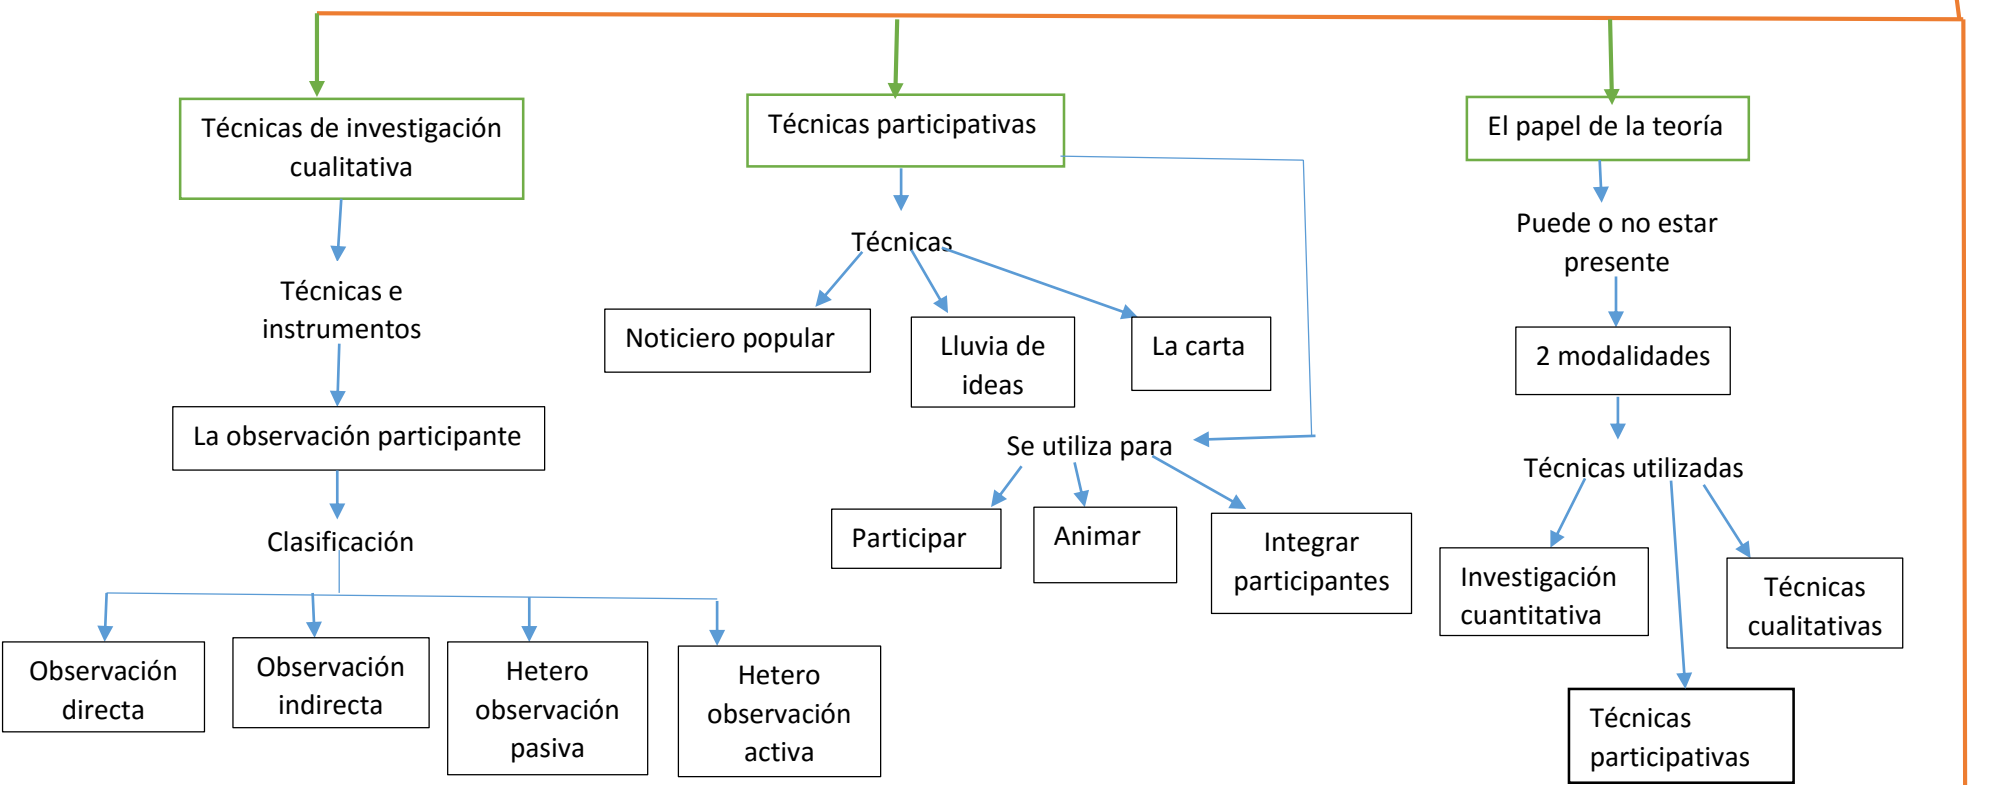 Técnicas de investigación
cualitativa
Técnicas e
instrumentos
La observación participante
Clasificación
Observación
directa
Observación
indirecta
Hetero
observación
pasiva
Hetero
observación
activa
Técnicas participativas
Técnicas
Noticiero popular
Lluvia de
ideas
La carta
Se utiliza para
Participar
Animar
Integrar
participantes
El papel de la teoría
Puede o no estar
presente
2 modalidades
Técnicas utilizadas
Investigación
cuantitativa
Técnicas
cualitativas
Técnicas
participativas